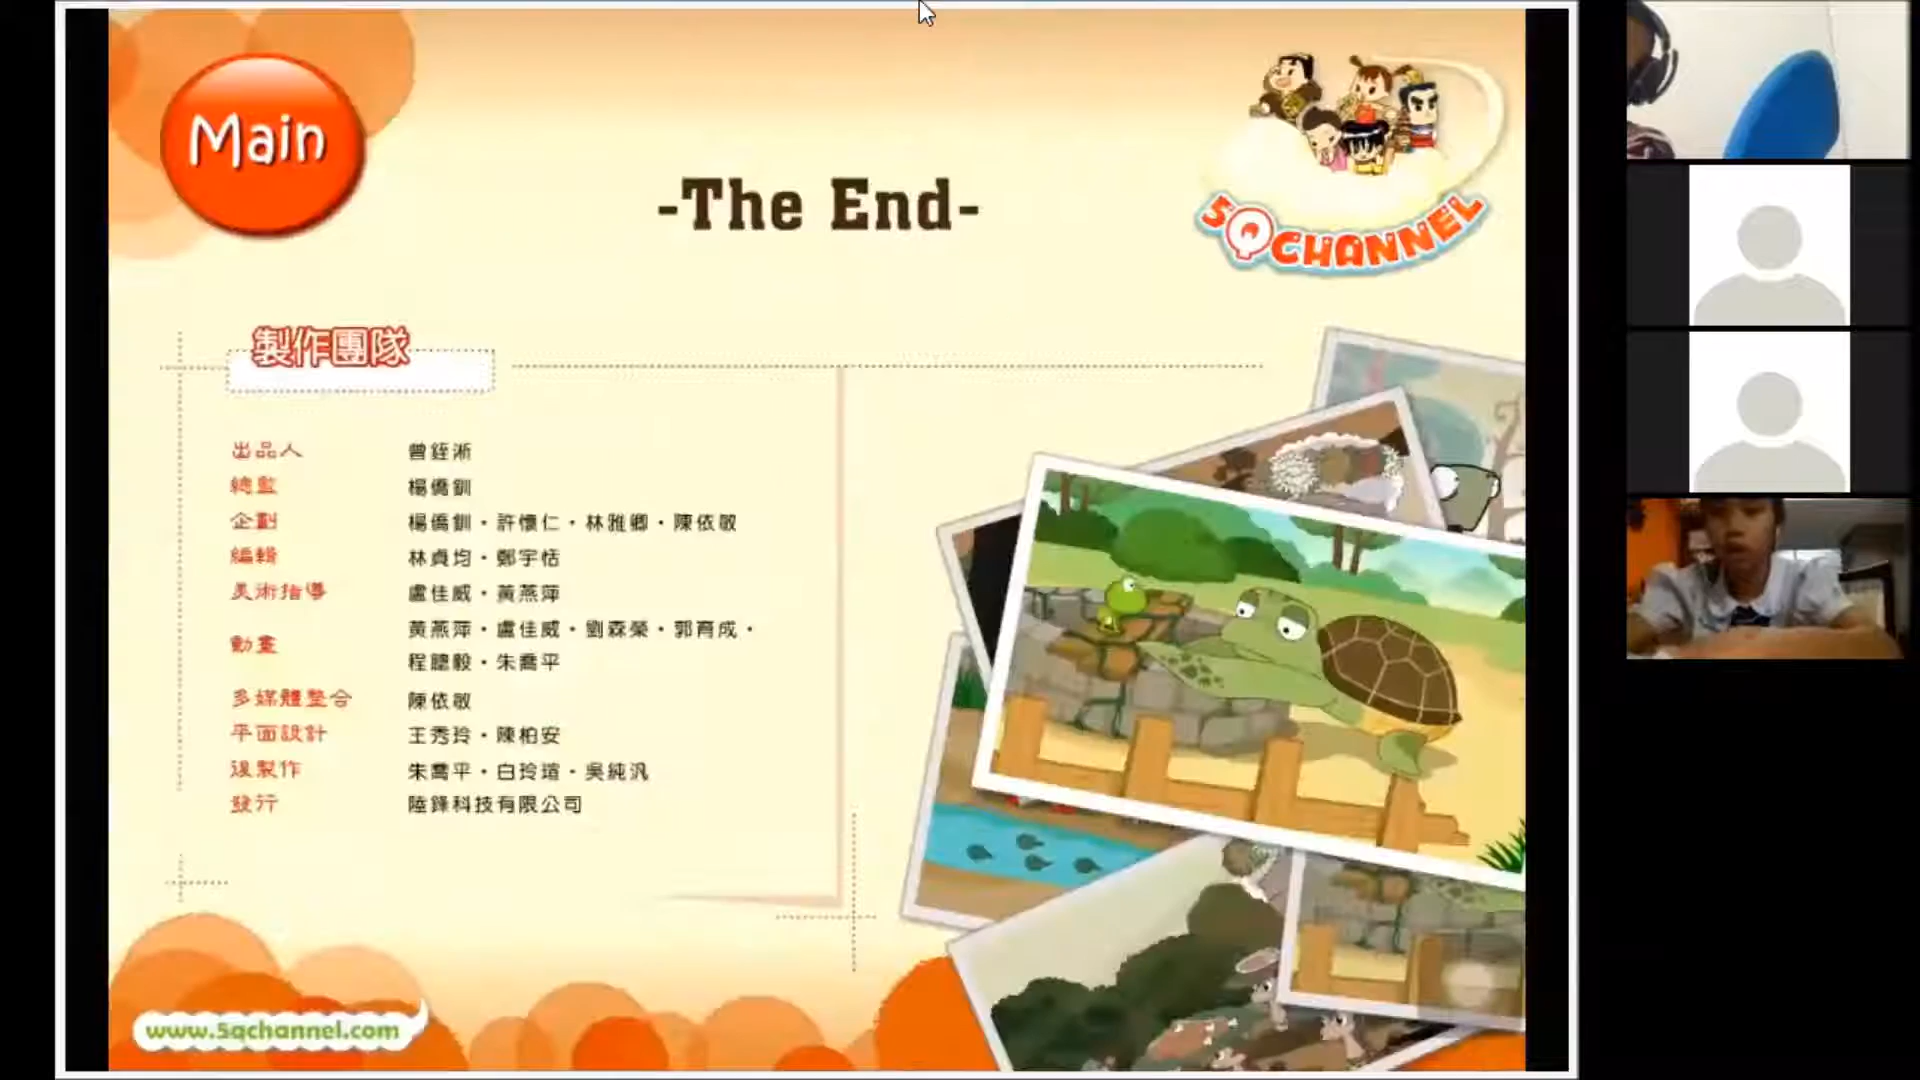 Main
-The End-
5Q CHANNEL
製作團隊
出品人 曾銍淅
總監 楊僑釧
企劃 楊僑釧・許懷仁・林雅卿・陳依敏
編輯 林貞均・鄭宇恬
美術指導 盧佳威・黃燕萍
動畫 黃燕萍・盧佳威・劉森榮・郭育成・
程聰毅・朱喬平
多媒體整合 陳依敏
平面設計 王秀玲・陳柏安
後製作 朱喬平・白玲瑄・吳純汎
發行 陸鋒科技有限公司
www.5qchannel.com